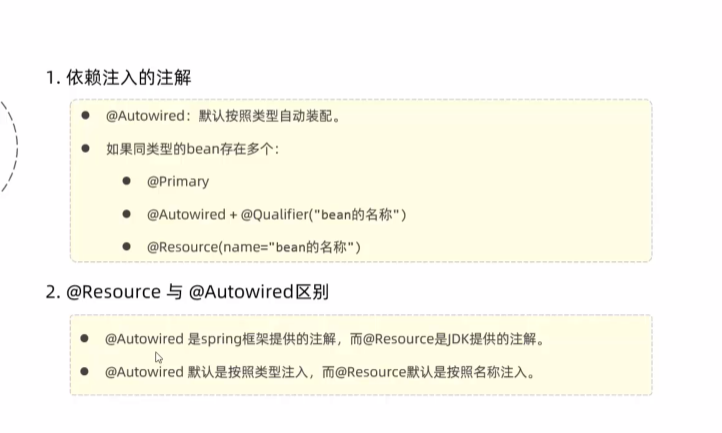 1. 依赖注入的注解
● @Autowired：默认按照类型自动装配。
● 如果同类型的bean存在多个：
● @Primary
● @Autowired + @Qualifier("bean的名称")
● @Resource(name="bean的名称")
2. @Resource 与 @Autowired区别
● @Autowired 是spring框架提供的注解，而@Resource是JDK提供的注解。
● @Autowired 默认是按照类型注入，而@Resource默认是按照名称注入。